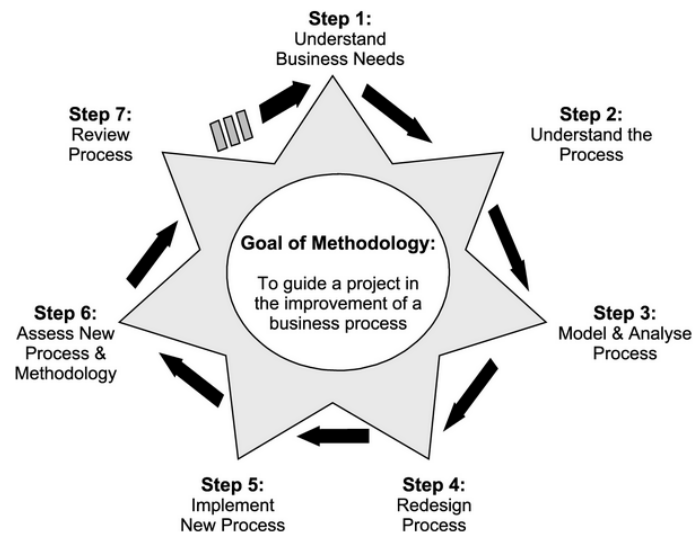 Step 1:
Understand
Business Needs
Step 2:
Understand the
Process
Step 3:
Model & Analyse
Process
Step 4:
Redesign
Process
Step 5:
Implement
New Process
Step 6:
Assess New
Process &
Methodology
Step 7:
Review
Process
Goal of Methodology:
To guide a project in
the improvement of a
business process